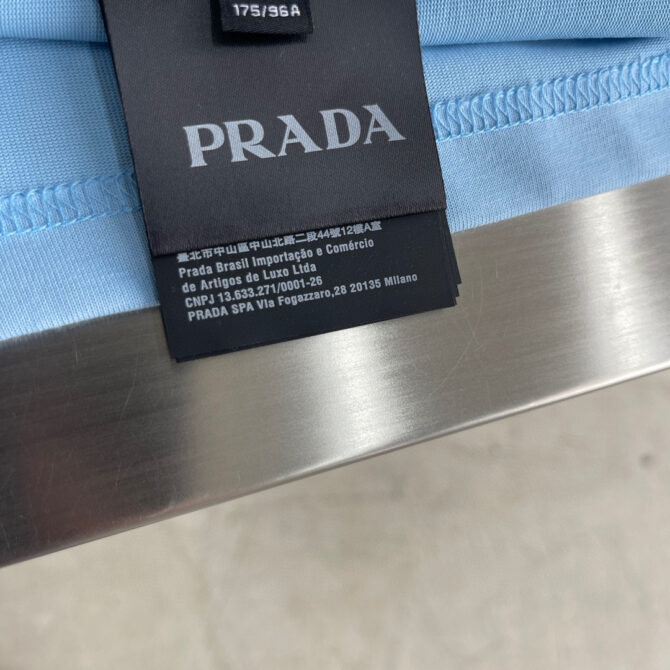 175/96A
PRADA
臺北市中山區中山北路二段44號12樓A室
Prada Brasil Importação e Comércio
de Artigos de Luxo Ltda
CNPJ 13.633.271/0001-26
PRADA SPA Via Fogazzaro,28 20135 Milano